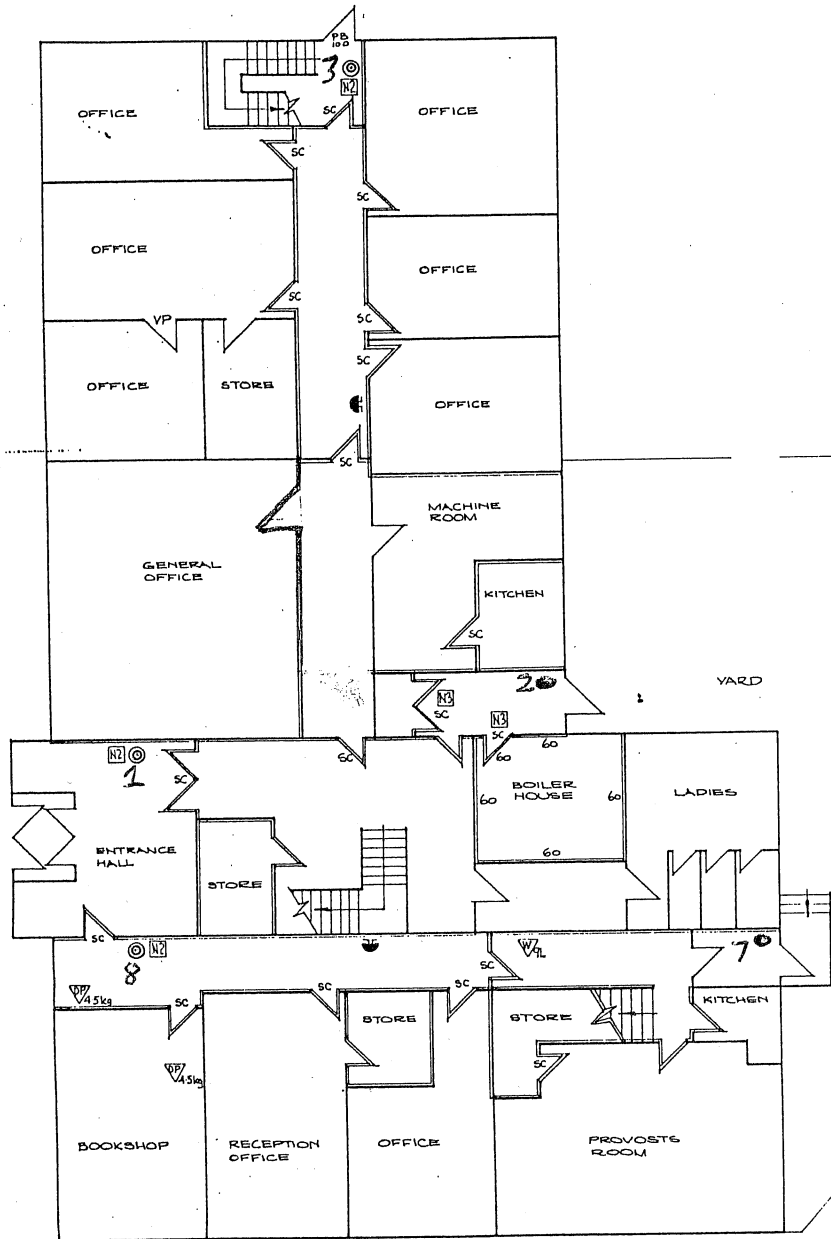 PB
100
3
N2
SC
OFFICE
OFFICE
SC
SC
OFFICE
OFFICE
SC
SC
VP
SC
OFFICE
STORE
OFFICE
SC
MACHINE
ROOM
GENERAL
OFFICE
KITCHEN
SC
2
YARD
N3
SC
N3
SC
N2
1
SC
SC
60
60
BOILER
HOUSE
60
60
60
LADIES
ENTRANCE
HALL
STORE
SC
N2
8
W
9L
7
SC
DP
4.5kg
SC
SC
SC
KITCHEN
STORE
STORE
SC
DP
4.5kg
BOOKSHOP
RECEPTION
OFFICE
OFFICE
PROVOSTS
ROOM